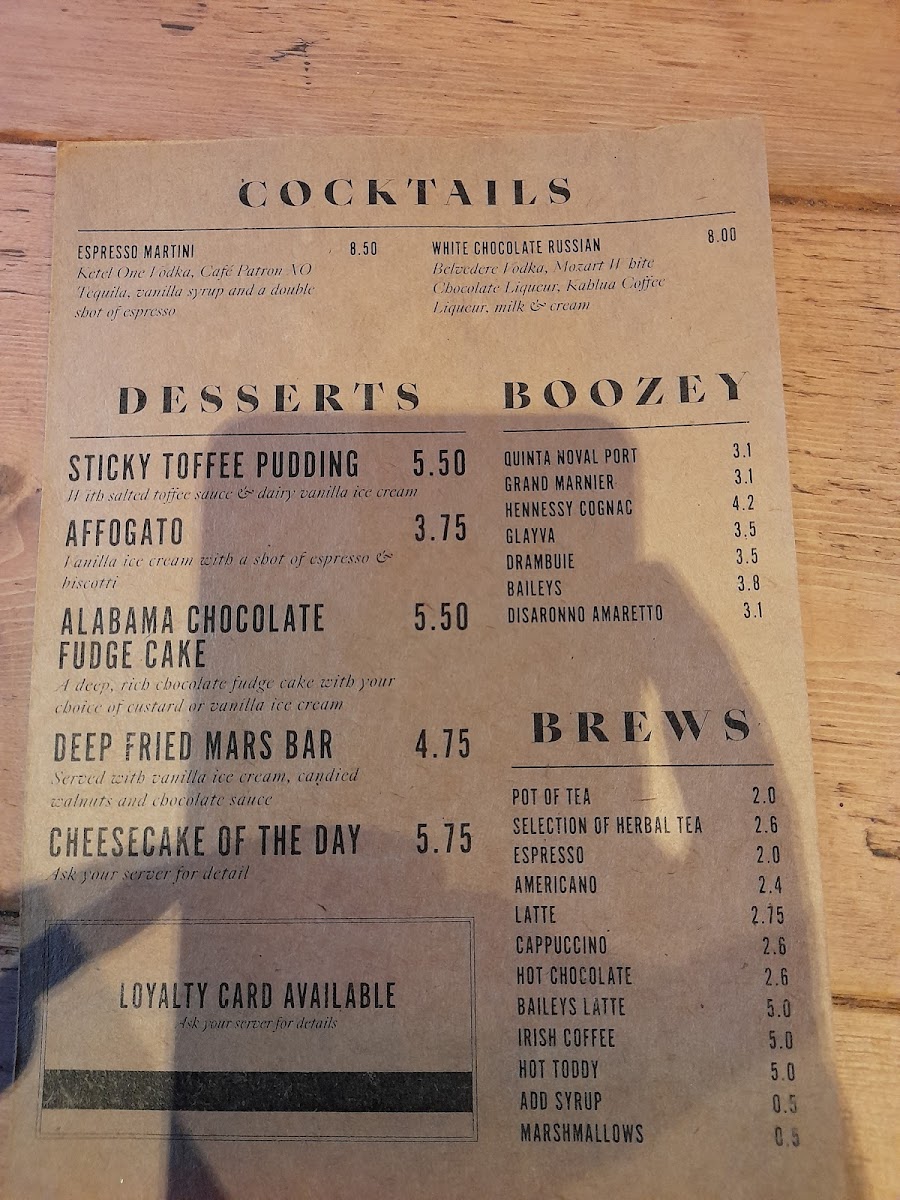 COCKTAILS
ESPRESSO MARTINI 8.50
Ketel One Vodka, Café Patron XO
Tequila, vanilla syrup and a double
shot of espresso
WHITE CHOCOLATE RUSSIAN 8.00
Belvedere Vodka, Mozart White
Chocolate Liqueur, Kahlua Coffee
Liqueur, milk & cream
DESSERTS
STICKY TOFFEE PUDDING 5.50
With salted toffee sauce & dairy vanilla ice cream
AFFOGATO 3.75
Vanilla ice cream with a shot of espresso &
biscotti
ALABAMA CHOCOLATE 5.50
FUDGE CAKE
A deep, rich chocolate fudge cake with your
choice of custard or vanilla ice cream
DEEP FRIED MARS BAR 4.75
Served with vanilla ice cream, candied
walnuts and chocolate sauce
CHEESECAKE OF THE DAY 5.75
Ask your server for detail
LOYALTY CARD AVAILABLE
Ask your server for details
BOOZEY
QUINTA NOVAL PORT 3.1
GRAND MARNIER 3.1
HENNESSY COGNAC 4.2
GLAYVA 3.5
DRAMBUIE 3.5
BAILEYS 3.8
DISARONNO AMARETTO 3.1
BREWS
POT OF TEA 2.0
SELECTION OF HERBAL TEA 2.6
ESPRESSO 2.0
AMERICANO 2.4
LATTE 2.75
CAPPUCCINO 2.6
HOT CHOCOLATE 2.6
BAILEYS LATTE 5.0
IRISH COFFEE 5.0
HOT TODDY 5.0
ADD SYRUP 0.5
MARSHMALLOWS 0.5